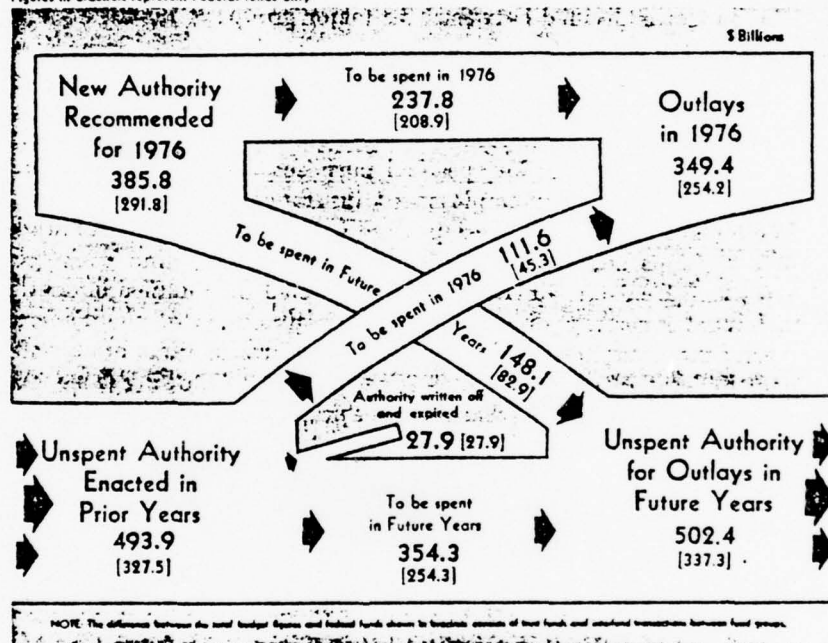 $ Billions
New Authority
Recommended
for 1976
385.8
[291.8]
To be spent in 1976
237.8
[208.9]
Outlays
in 1976
349.4
[254.2]
To be spent in Future
Years 148.1
[82.9]
To be spent in 1976 111.6
[45.3]
Authority written off
and expired
27.9 [27.9]
Unspent Authority
Enacted in
Prior Years
493.9
[327.5]
To be spent
in Future Years
354.3
[254.3]
Unspent Authority
for Outlays in
Future Years
502.4
[337.3]
NOTE: The difference between the total budget figures and federal funds shown in brackets consists of trust funds and interfund transactions between fund groups.